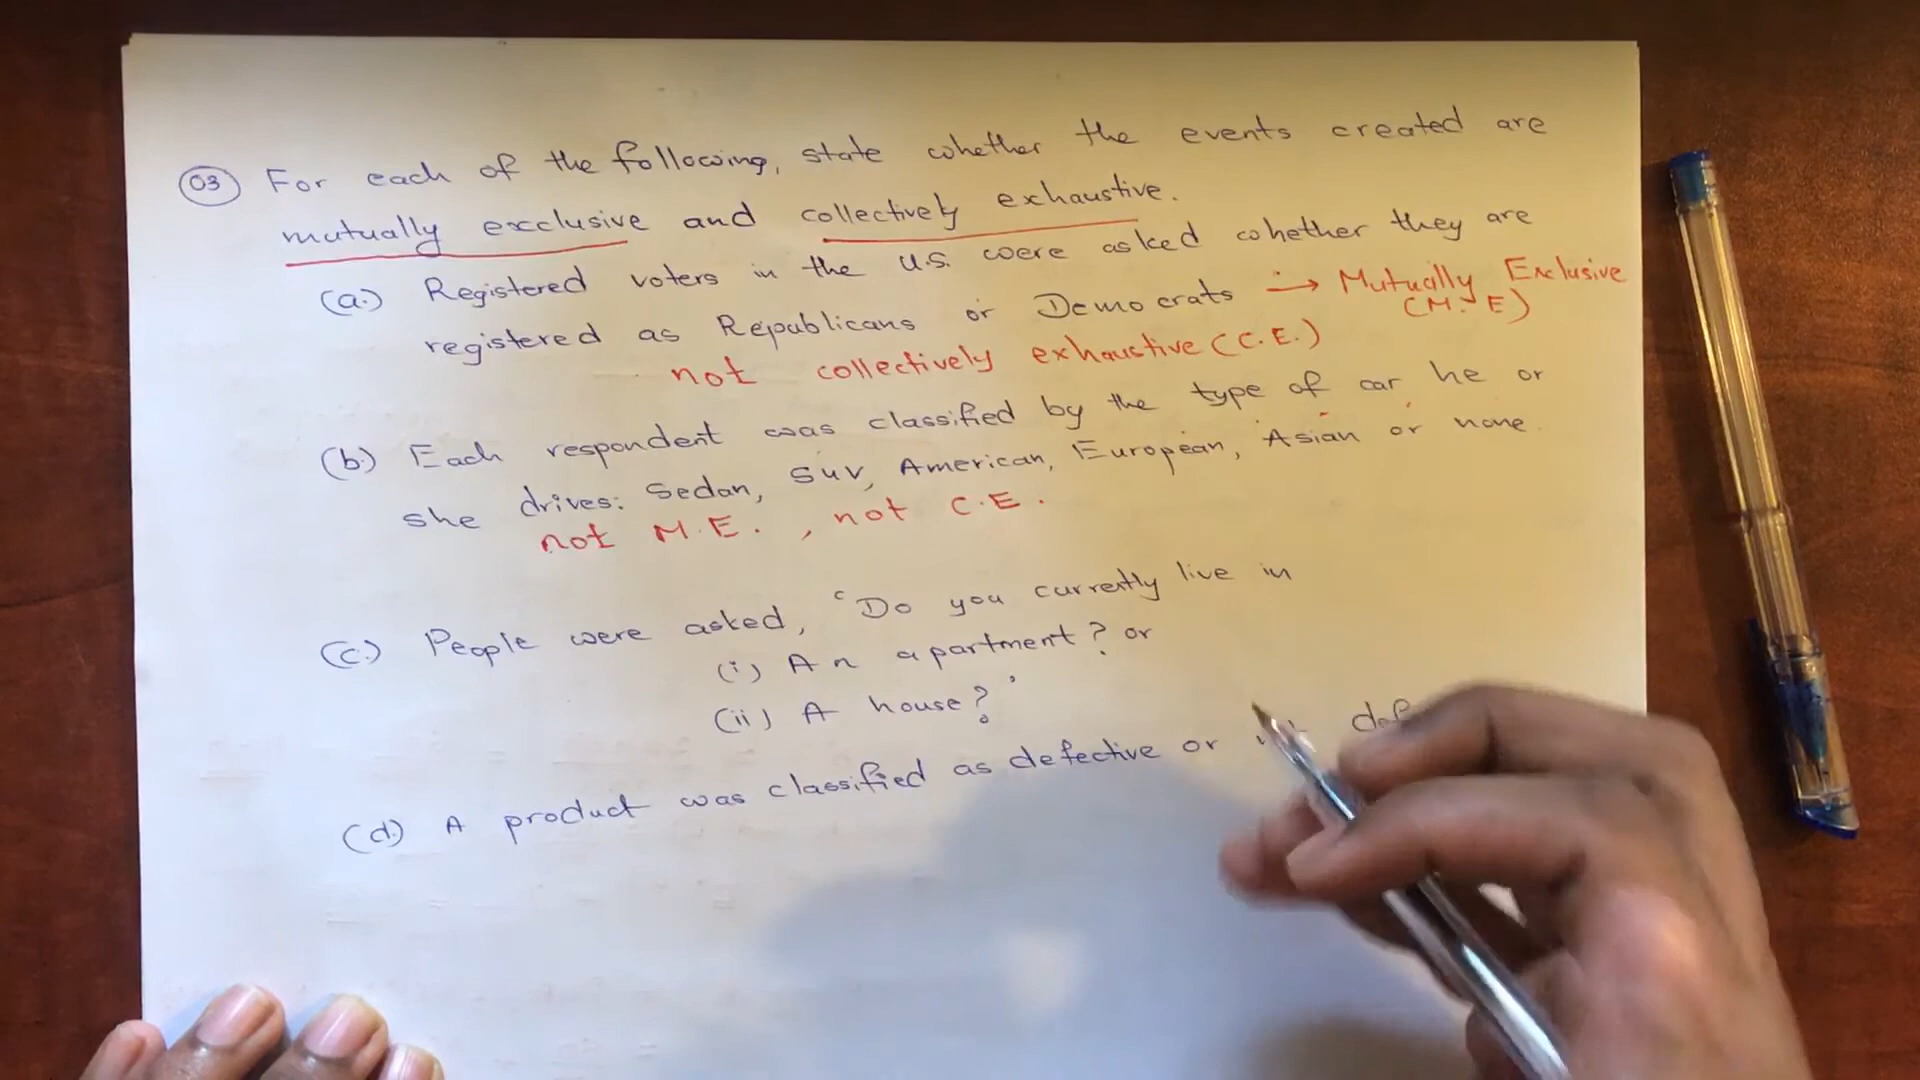 03 For each of the following, state whether the events created are
mutually exclusive and collectively exhaustive.
(a.) Registered voters in the U.S. were asked whether they are
registered as Republicans or Democrats → Mutually Exclusive
(M.E)
not collectively exhaustive (C.E.)
(b.) Each respondent was classified by the type of car he or
she drives: Sedan, SUV, American, European, Asian or none.
not M.E. , not C.E.
(c.) People were asked, 'Do you currently live in
(i) An apartment? or
(ii) A house?'
(d.) A product was classified as defective or